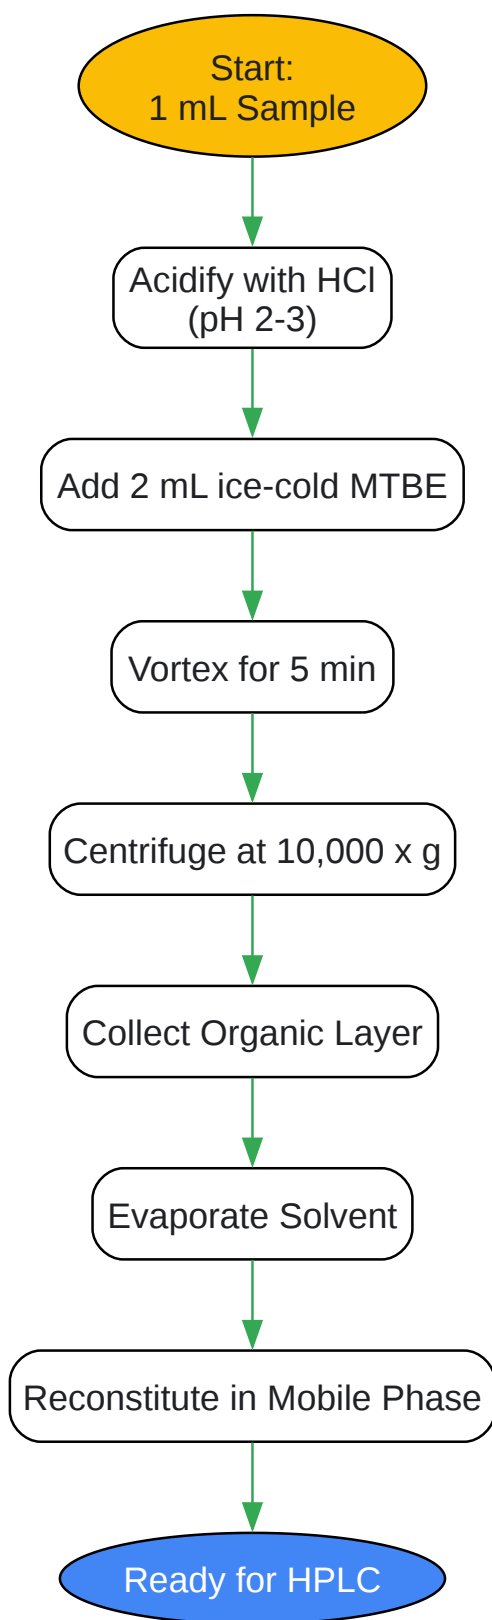 Start:
1 mL Sample
Acidify with HCl
(pH 2-3)
Add 2 mL ice-cold MTBE
Vortex for 5 min
Centrifuge at 10,000 x g
Collect Organic Layer
Evaporate Solvent
Reconstitute in Mobile Phase
Ready for HPLC